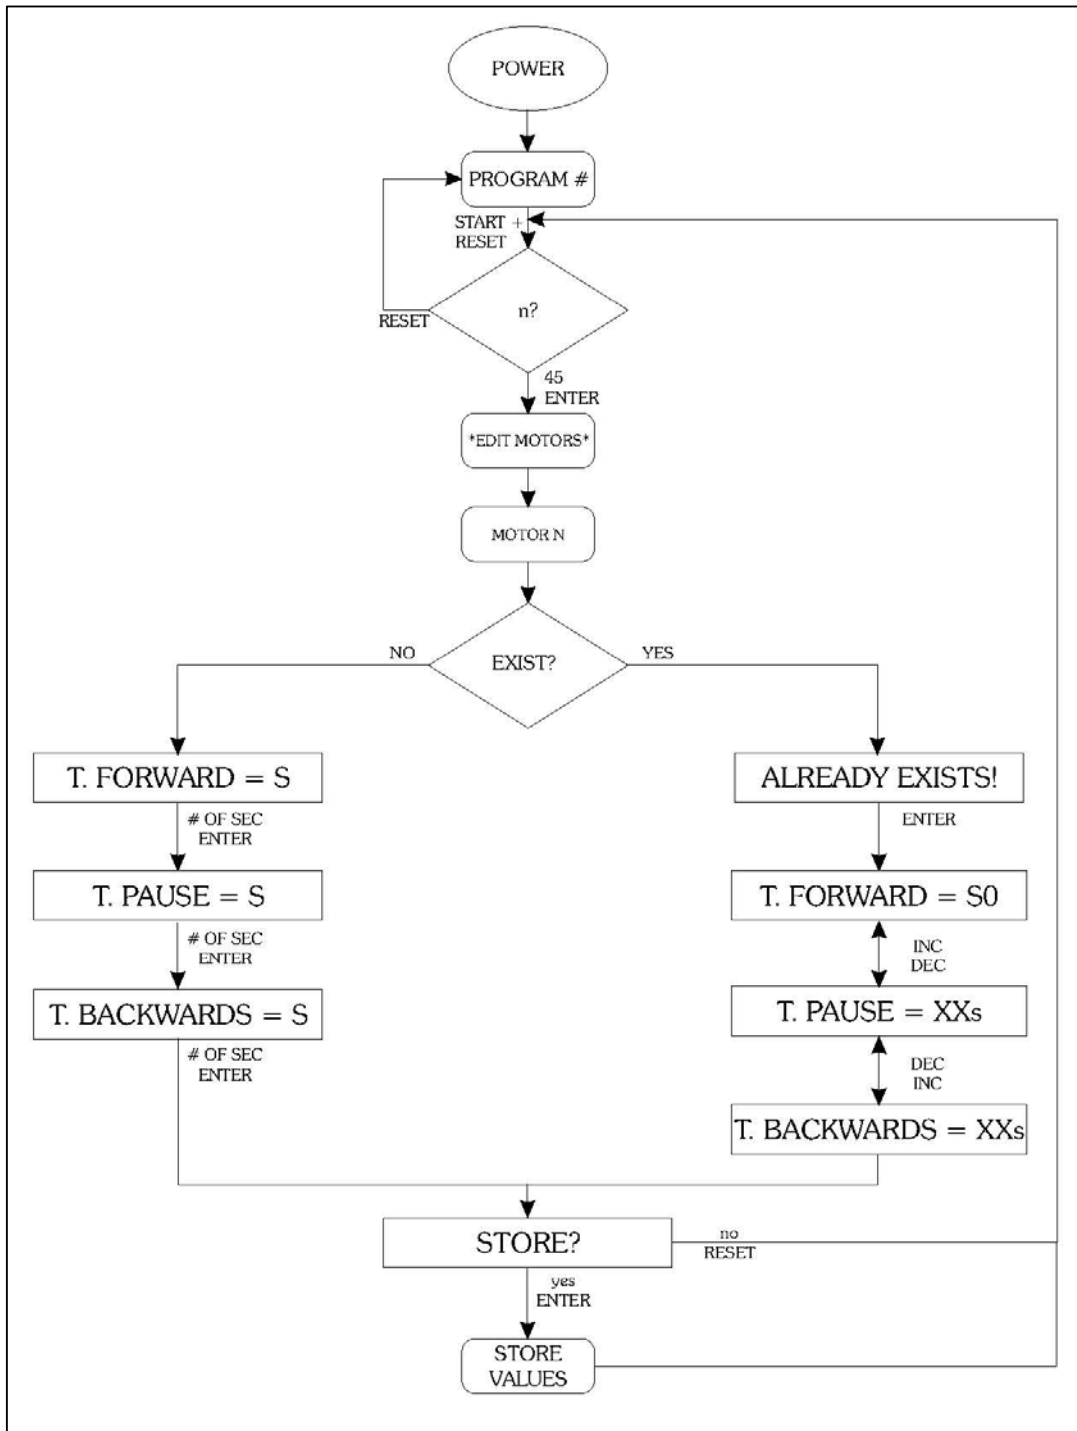 POWER
PROGRAM #
START +
RESET
n?
RESET
45
ENTER
*EDIT MOTORS*
MOTOR N
EXIST?
NO
YES
T. FORWARD = S
# OF SEC
ENTER
T. PAUSE = S
# OF SEC
ENTER
T. BACKWARDS = S
# OF SEC
ENTER
ALREADY EXISTS!
ENTER
T. FORWARD = S0
INC
DEC
T. PAUSE = XXs
DEC
INC
T. BACKWARDS = XXs
STORE?
no
RESET
yes
ENTER
STORE
VALUES